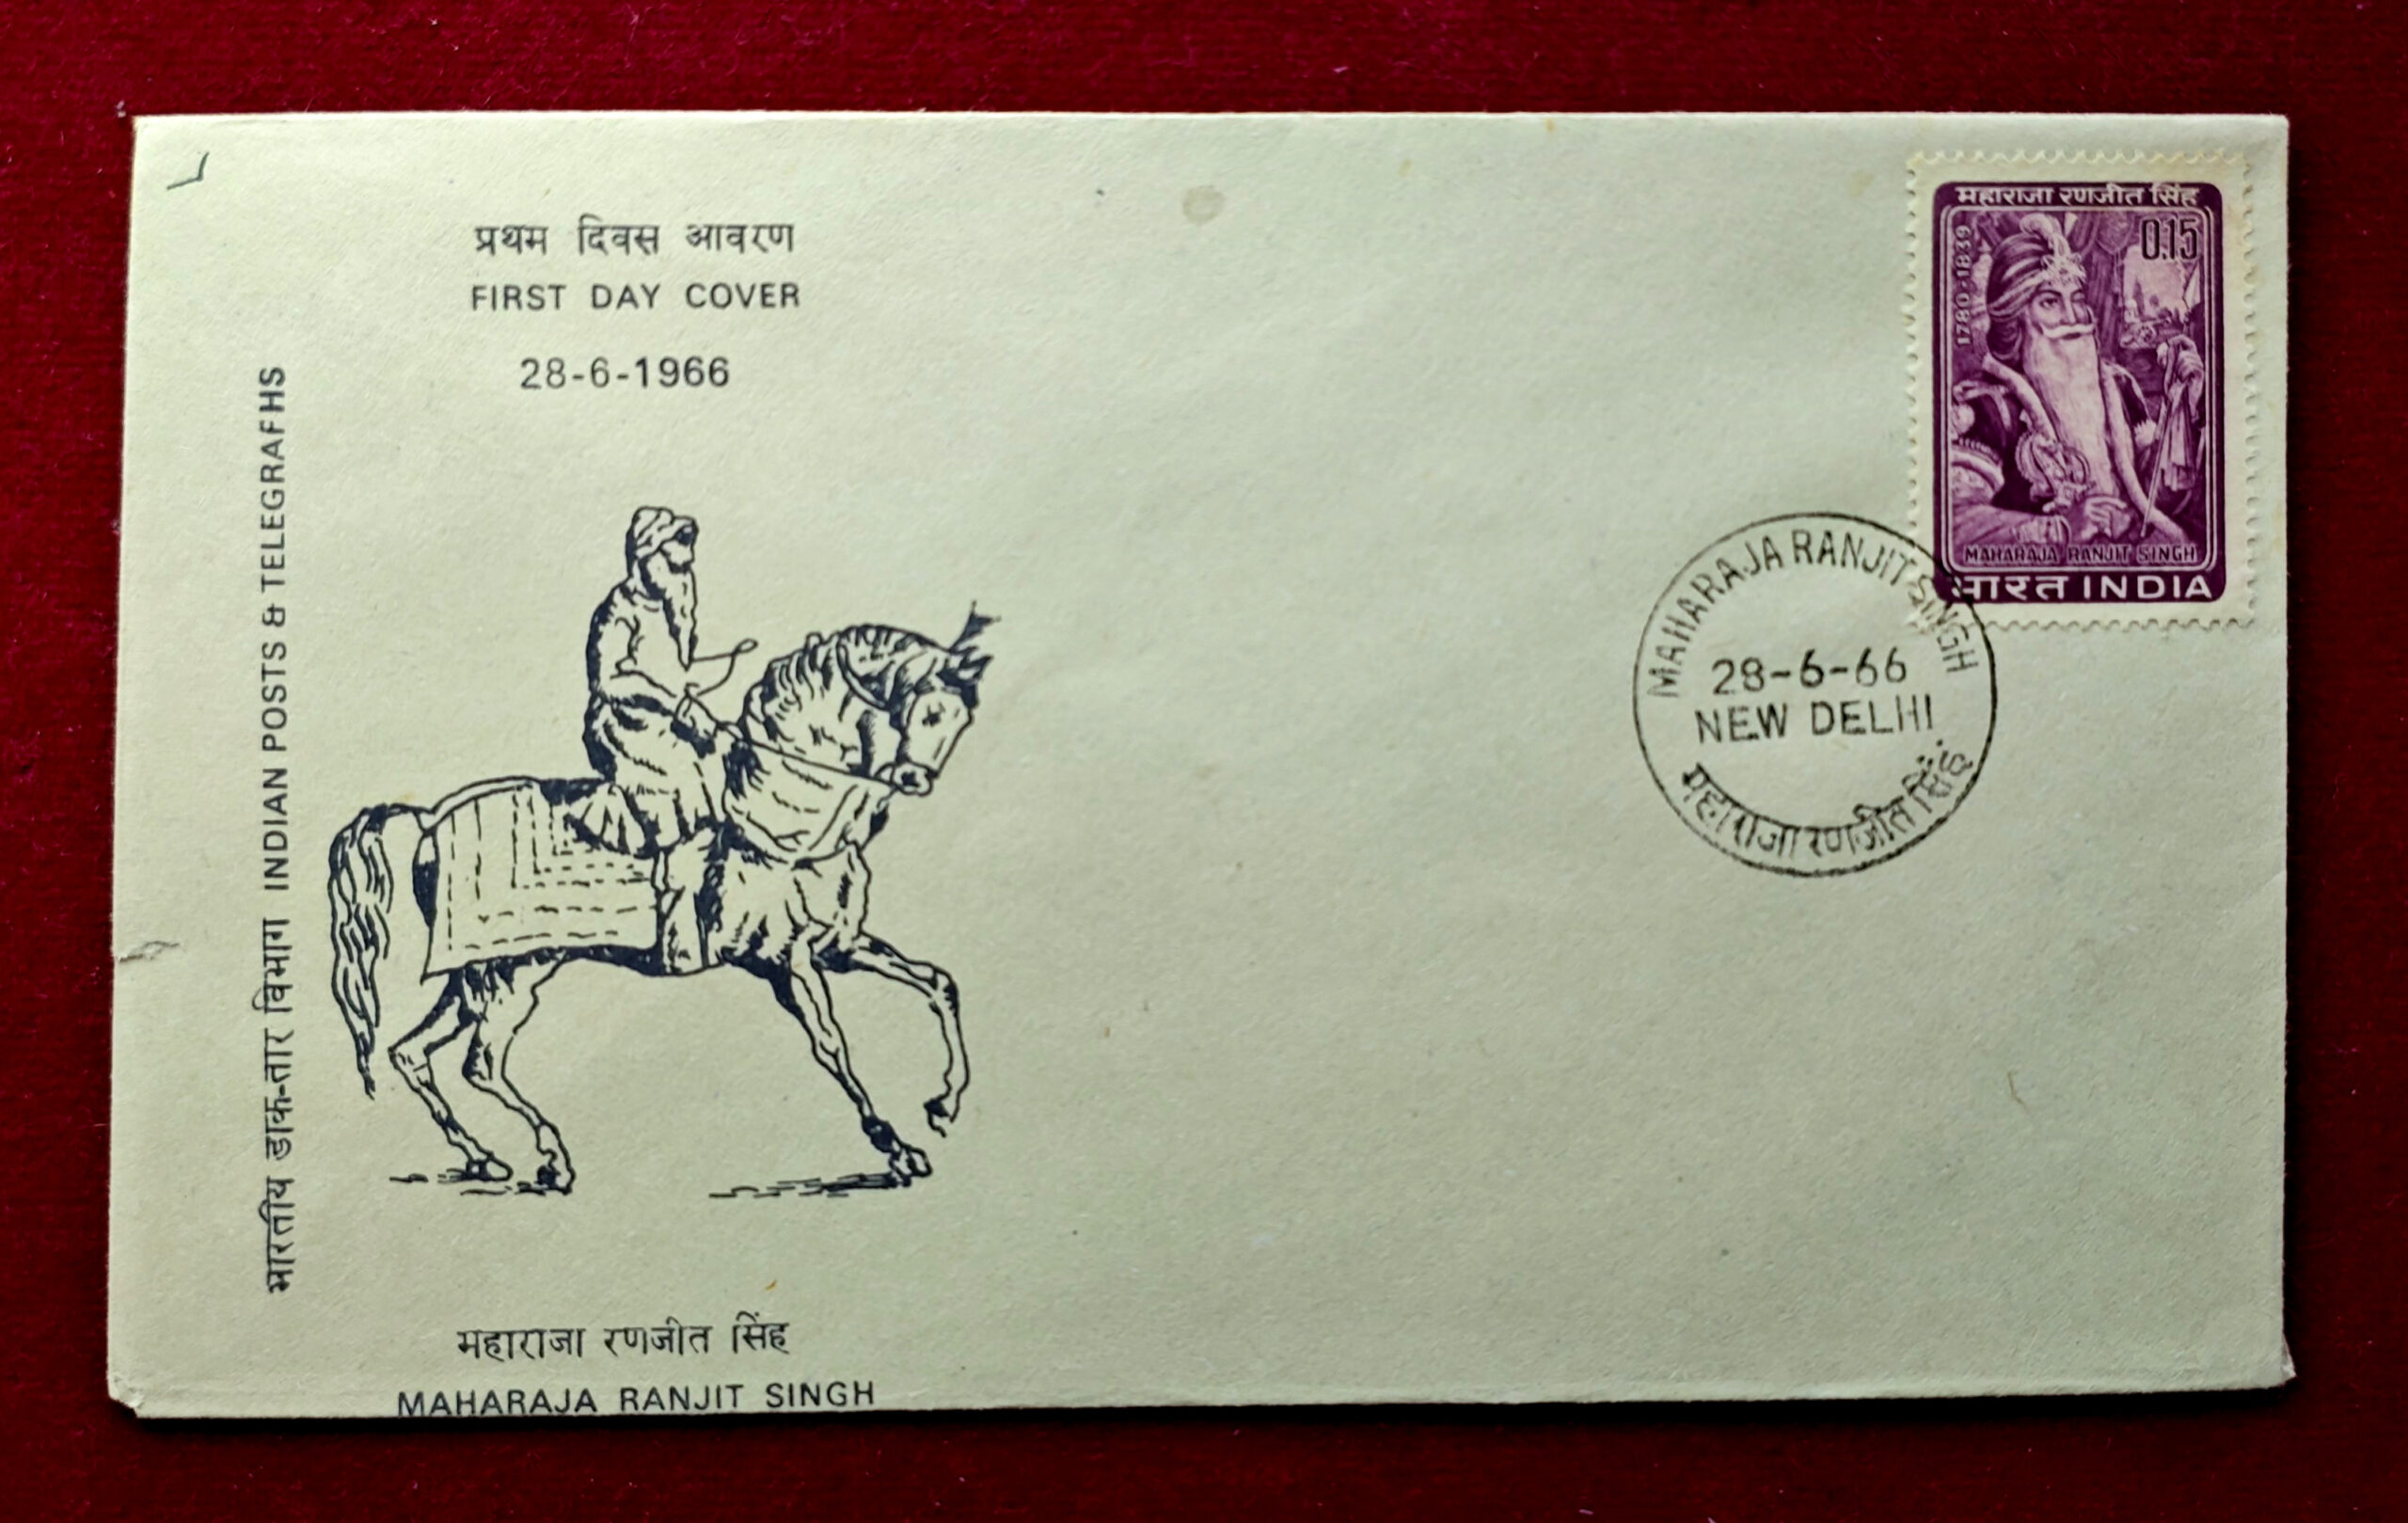 प्रथम दिवस आवरण
FIRST DAY COVER
28-6-1966
भारतीय डाक-तार विभाग INDIAN POSTS & TELEGRAFHS
महाराजा रणजीत सिंह
MAHARAJA RANJIT SINGH
महाराजा रणजीत सिंह
0.15
1780-1839
MAHARAJA RANJIT SINGH
भारत INDIA
MAHARAJA RANJIT SINGH
28-6-66
NEW DELHI
महाराजा रणजीत सिंह